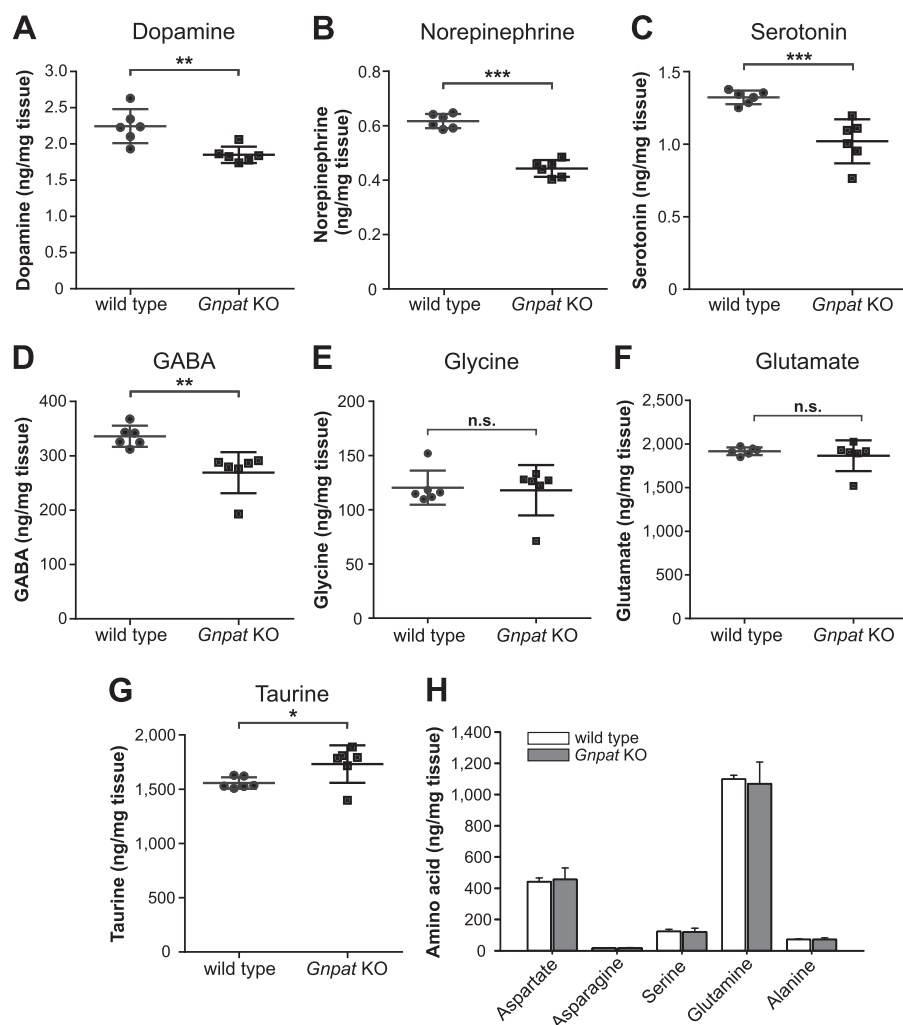 A
Dopamine
**
Dopamine (ng/mg tissue)
3.0
2.5
2.0
1.5
1.0
0.5
0
wild type
Gnpat KO
B
Norepinephrine
***
Norepinephrine
(ng/mg tissue)
0.8
0.6
0.4
0.2
0
wild type
Gnpat KO
C
Serotonin
***
Serotonin (ng/mg tissue)
1.5
1.0
0.5
0
wild type
Gnpat KO
D
GABA
**
GABA (ng/mg tissue)
400
300
200
100
0
wild type
Gnpat KO
E
Glycine
n.s.
Glycine (ng/mg tissue)
200
150
100
50
0
wild type
Gnpat KO
F
Glutamate
n.s.
Glutamate (ng/mg tissue)
2,500
2,000
1,500
1,000
500
0
wild type
Gnpat KO
G
Taurine
*
Taurine (ng/mg tissue)
2,000
1,500
1,000
500
0
wild type
Gnpat KO
H
wild type
Gnpat KO
Amino acid (ng/mg tissue)
1,400
1,200
1,000
800
600
400
200
0
Aspartate
Asparagine
Serine
Glutamine
Alanine